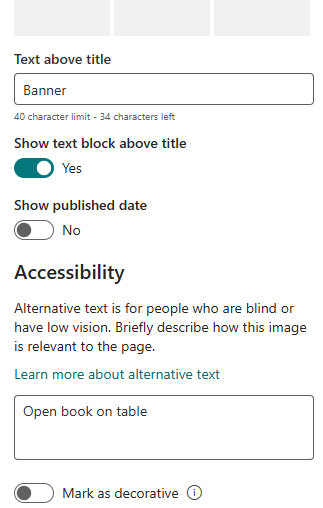 Text above title
Banner
40 character limit - 34 characters left
Show text block above title
Yes
Show published date
No
Accessibility
Alternative text is for people who are blind or
have low vision. Briefly describe how this image
is relevant to the page.
Learn more about alternative text
Open book on table
Mark as decorative